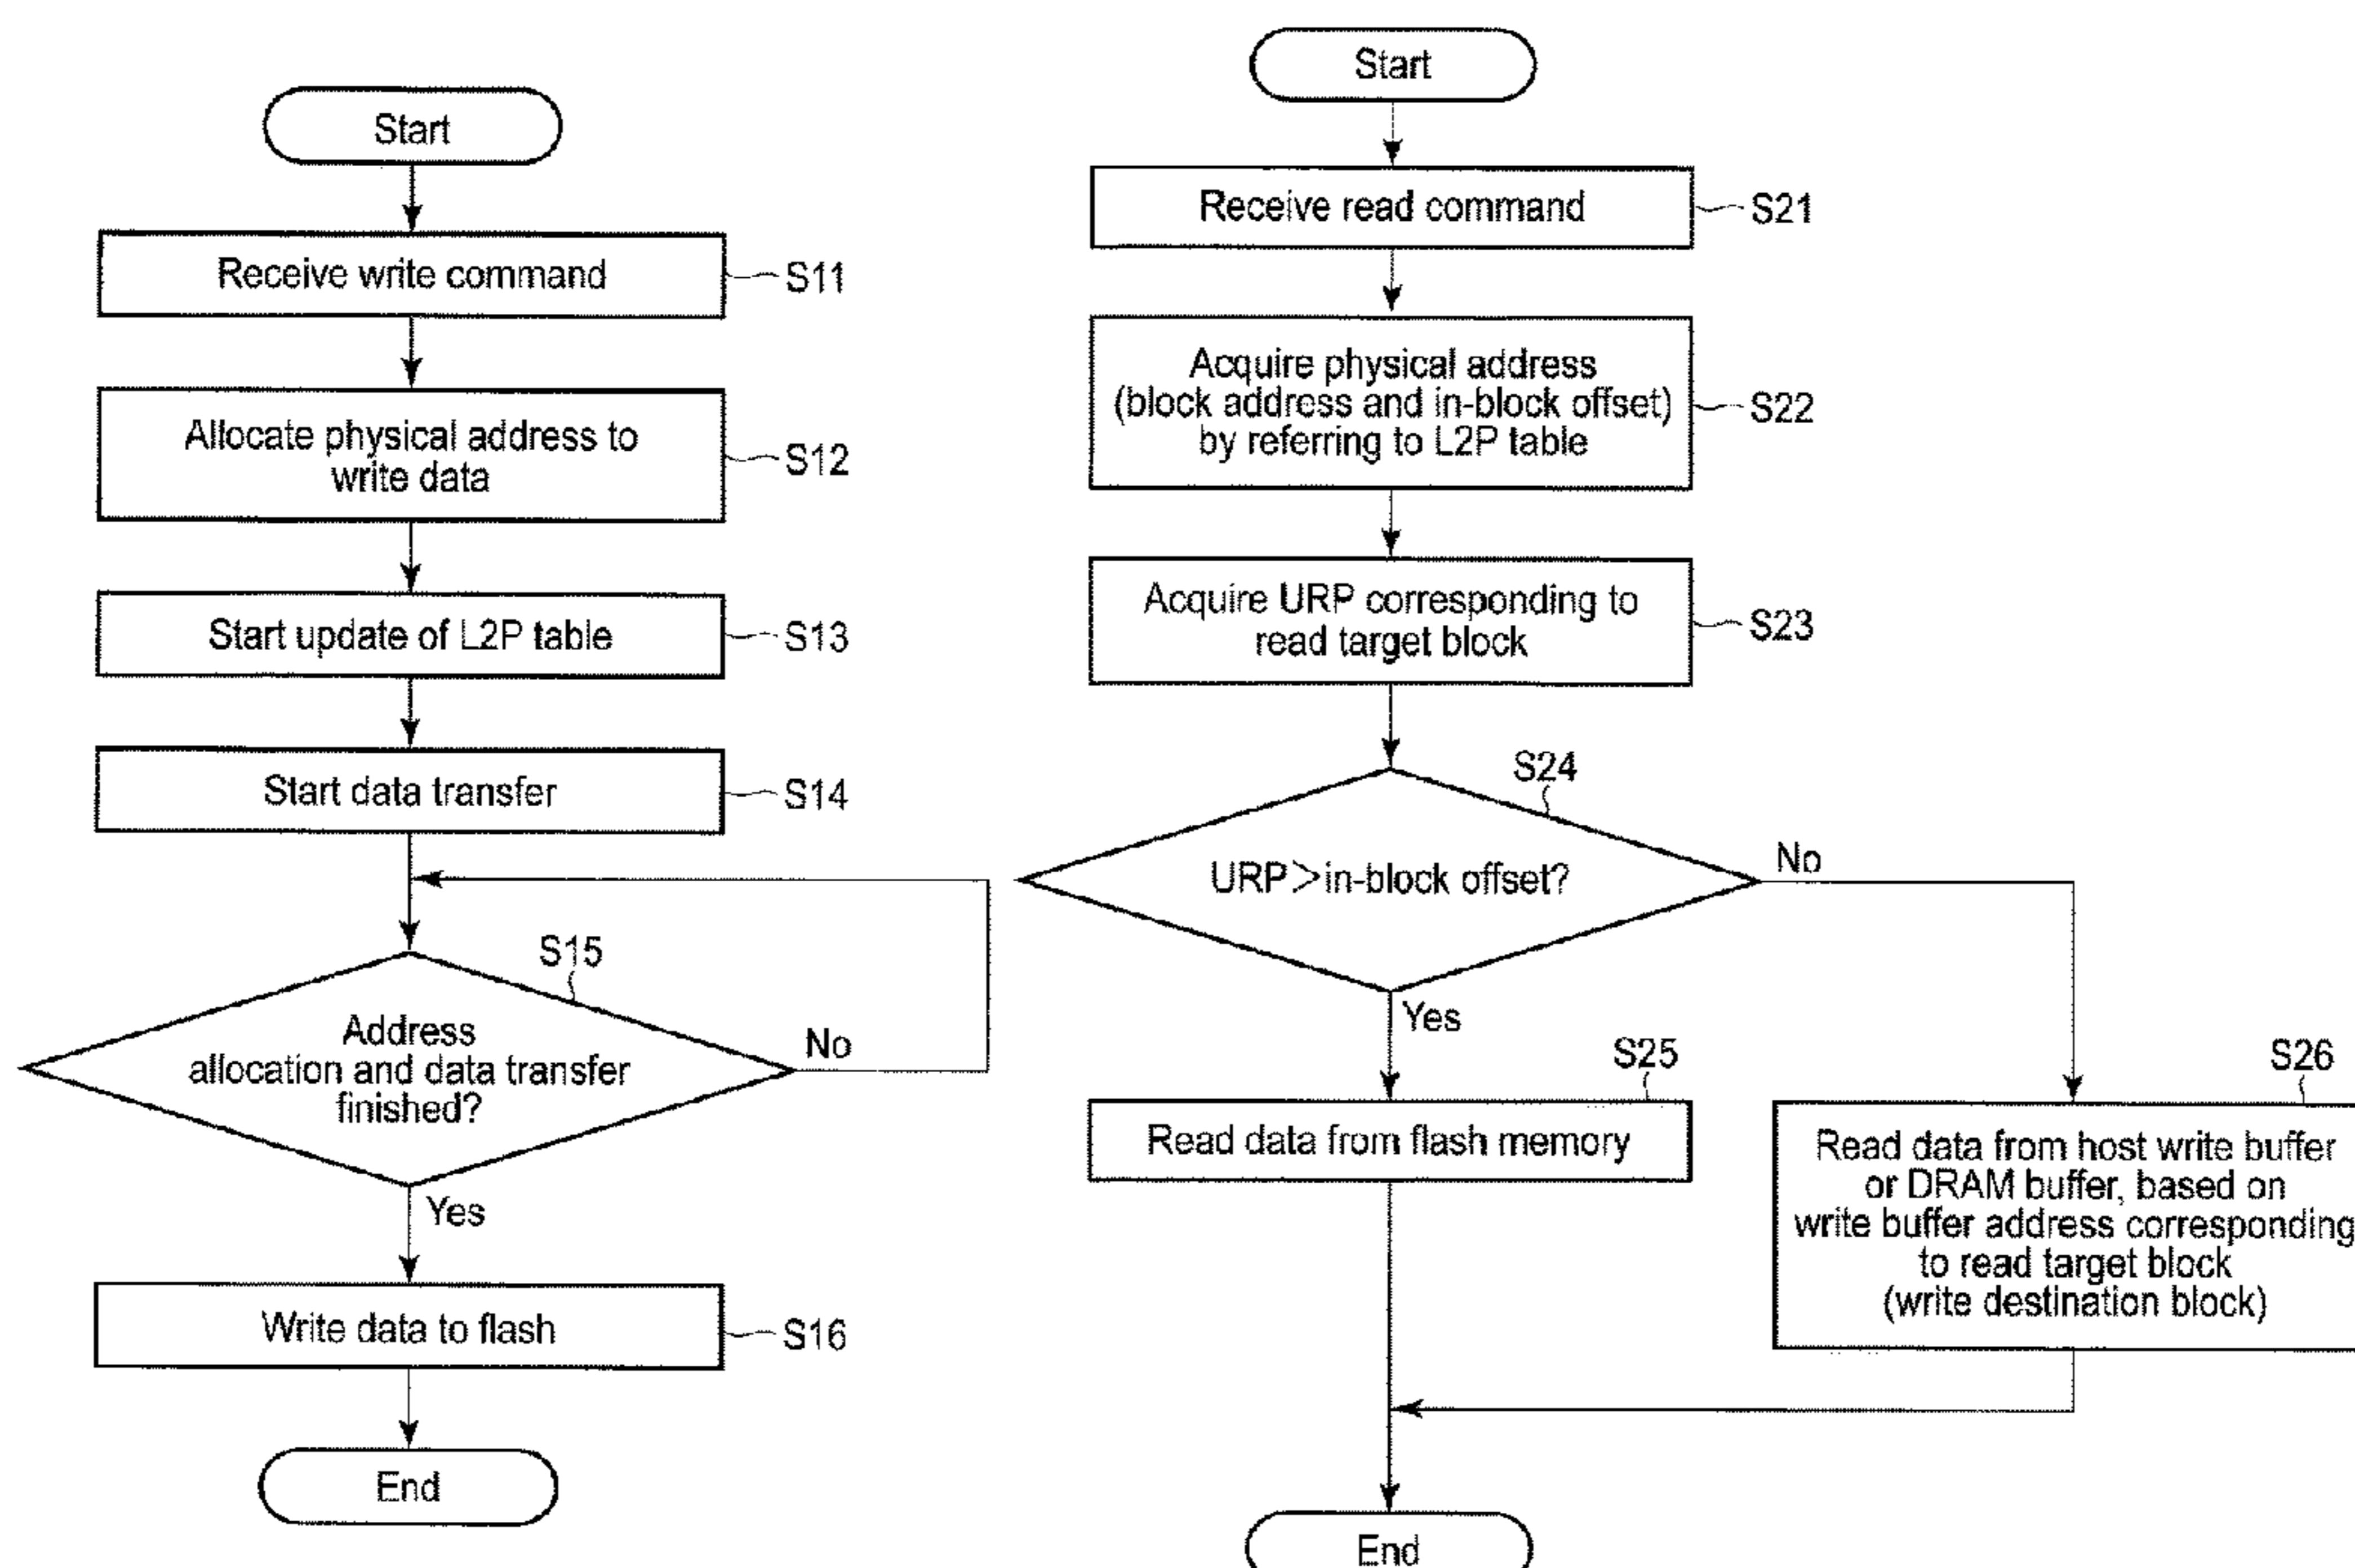 Start
Receive write command
S11
Allocate physical address to
write data
S12
Start update of L2P table
S13
Start data transfer
S14
S15
Address
allocation and data transfer
finished?
No
Yes
Write data to flash
S16
End
Start
Receive read command
S21
Acquire physical address
(block address and in-block offset)
by referring to L2P table
S22
Acquire URP corresponding to
read target block
S23
S24
URP>in-block offset?
No
Yes
S25
Read data from flash memory
S26
Read data from host write buffer
or DRAM buffer, based on
write buffer address corresponding
to read target block
(write destination block)
End